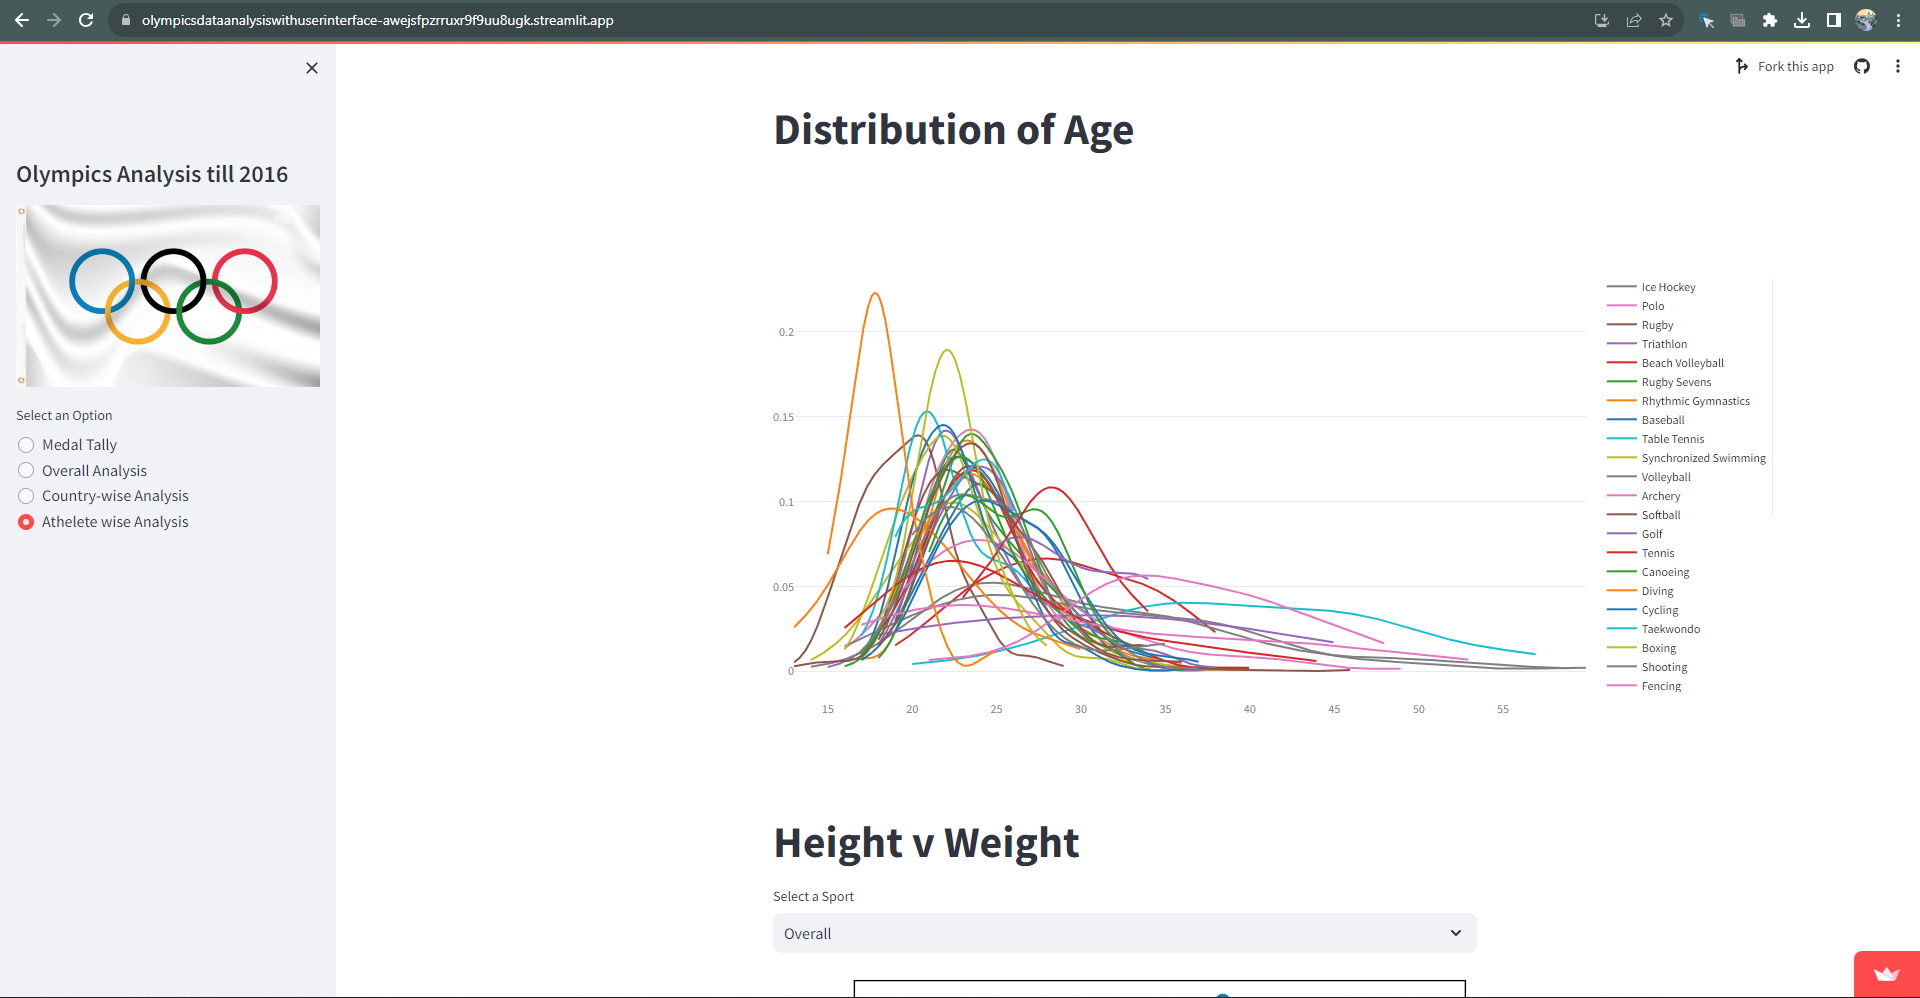 olympicsdataanalysiswithuserinterface-awejsfpzrruxr9f9uu8ugk.streamlit.app
Fork this app
Olympics Analysis till 2016
Select an Option
Medal Tally
Overall Analysis
Country-wise Analysis
Athelete wise Analysis
Distribution of Age
0.2
0.15
0.1
0.05
0
15 20 25 30 35 40 45 50 55
Ice Hockey
Polo
Rugby
Triathlon
Beach Volleyball
Rugby Sevens
Rhythmic Gymnastics
Baseball
Table Tennis
Synchronized Swimming
Volleyball
Archery
Softball
Golf
Tennis
Canoeing
Diving
Cycling
Taekwondo
Boxing
Shooting
Fencing
Height v Weight
Select a Sport
Overall